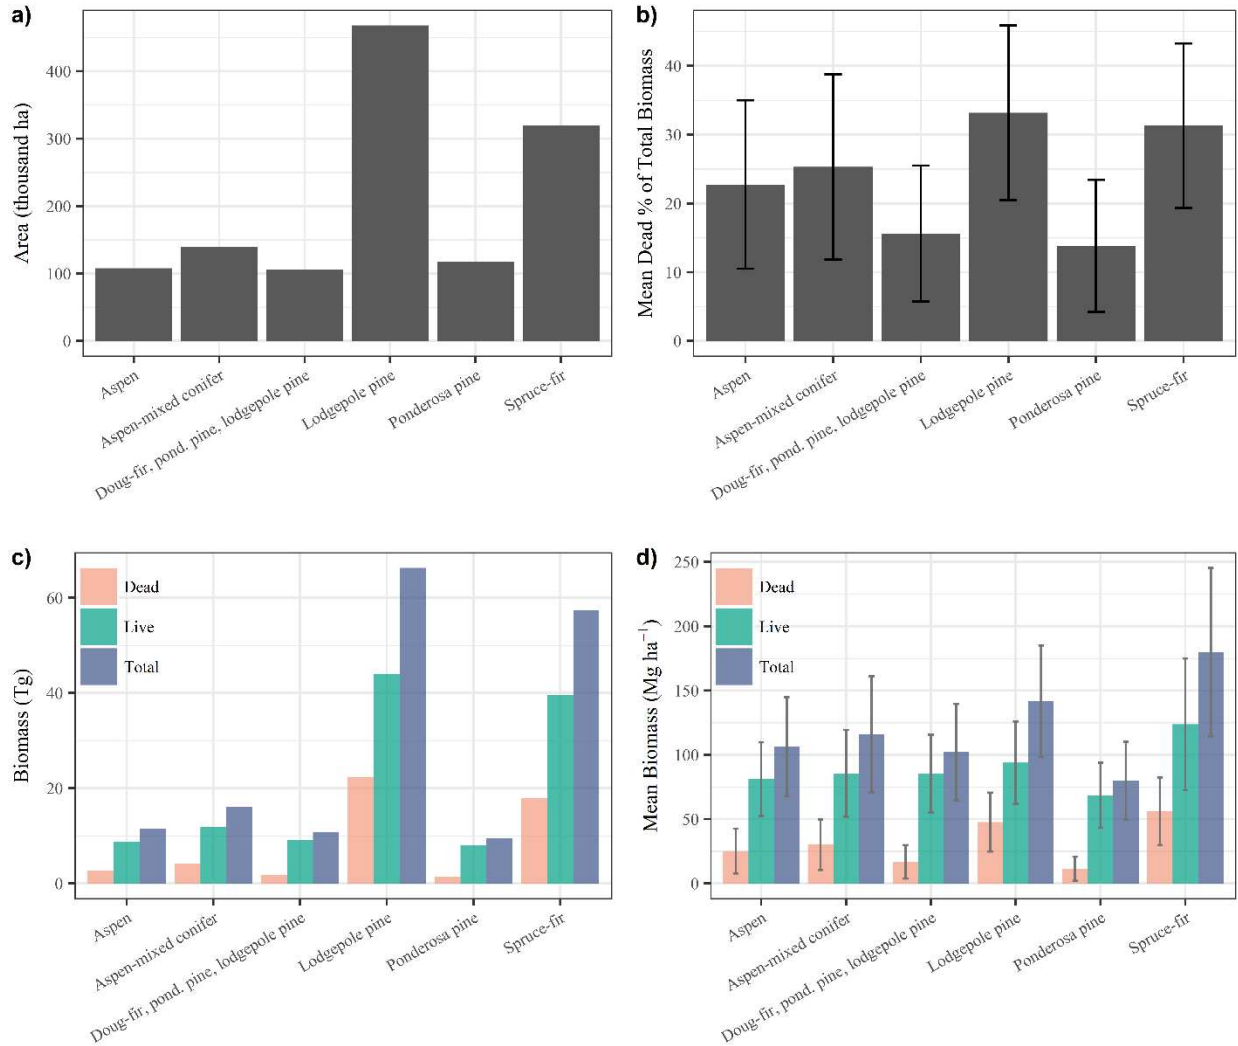 a)
Area (thousand ha)
400
300
200
100
0
Aspen
Aspen-mixed conifer
Doug-fir, pond. pine, lodgepole pine
Lodgepole pine
Ponderosa pine
Spruce-fir
b)
Mean Dead % of Total Biomass
40
30
20
10
0
Aspen
Aspen-mixed conifer
Doug-fir, pond. pine, lodgepole pine
Lodgepole pine
Ponderosa pine
Spruce-fir
c)
Biomass (Tg)
60
40
20
0
Dead
Live
Total
Aspen
Aspen-mixed conifer
Doug-fir, pond. pine, lodgepole pine
Lodgepole pine
Ponderosa pine
Spruce-fir
d)
Mean Biomass (Mg ha⁻¹)
250
200
150
100
50
0
Dead
Live
Total
Aspen
Aspen-mixed conifer
Doug-fir, pond. pine, lodgepole pine
Lodgepole pine
Ponderosa pine
Spruce-fir